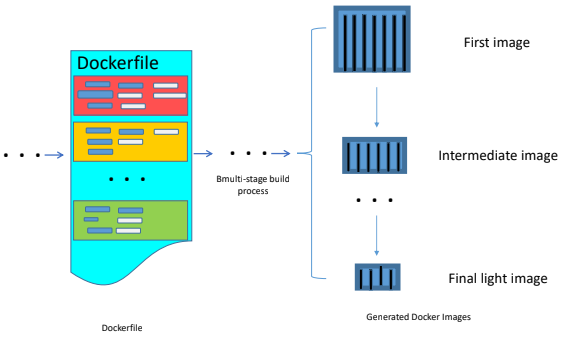 Dockerfile
First image
Intermediate image
Bmulti-stage build
process
Final light image
Generated Docker Images
Dockerfile